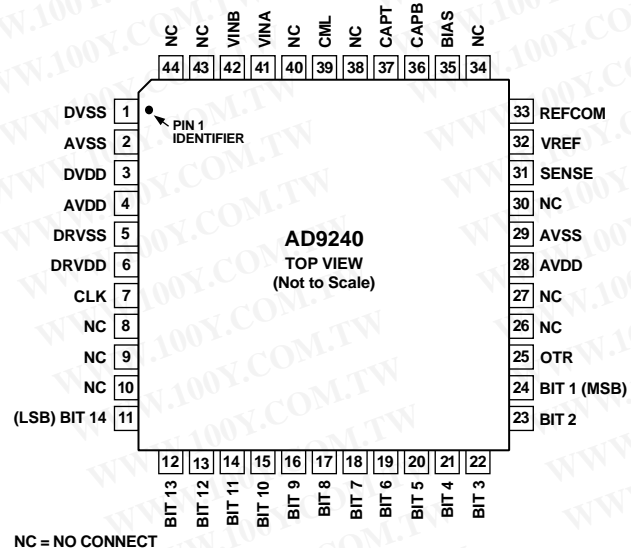 NC NC VINB VINA NC CML NC CAPT CAPB BIAS NC
44 43 42 41 40 39 38 37 36 35 34
DVSS 1
AVSS 2
DVDD 3
AVDD 4
DRVSS 5
DRVDD 6
CLK 7
NC 8
NC 9
NC 10
(LSB) BIT 14 11
PIN 1
IDENTIFIER
AD9240
TOP VIEW
(Not to Scale)
33 REFCOM
32 VREF
31 SENSE
30 NC
29 AVSS
28 AVDD
27 NC
26 NC
25 OTR
24 BIT 1 (MSB)
23 BIT 2
12 13 14 15 16 17 18 19 20 21 22
BIT 13 BIT 12 BIT 11 BIT 10 BIT 9 BIT 8 BIT 7 BIT 6 BIT 5 BIT 4 BIT 3
NC = NO CONNECT
WWW.100Y.COM.TW